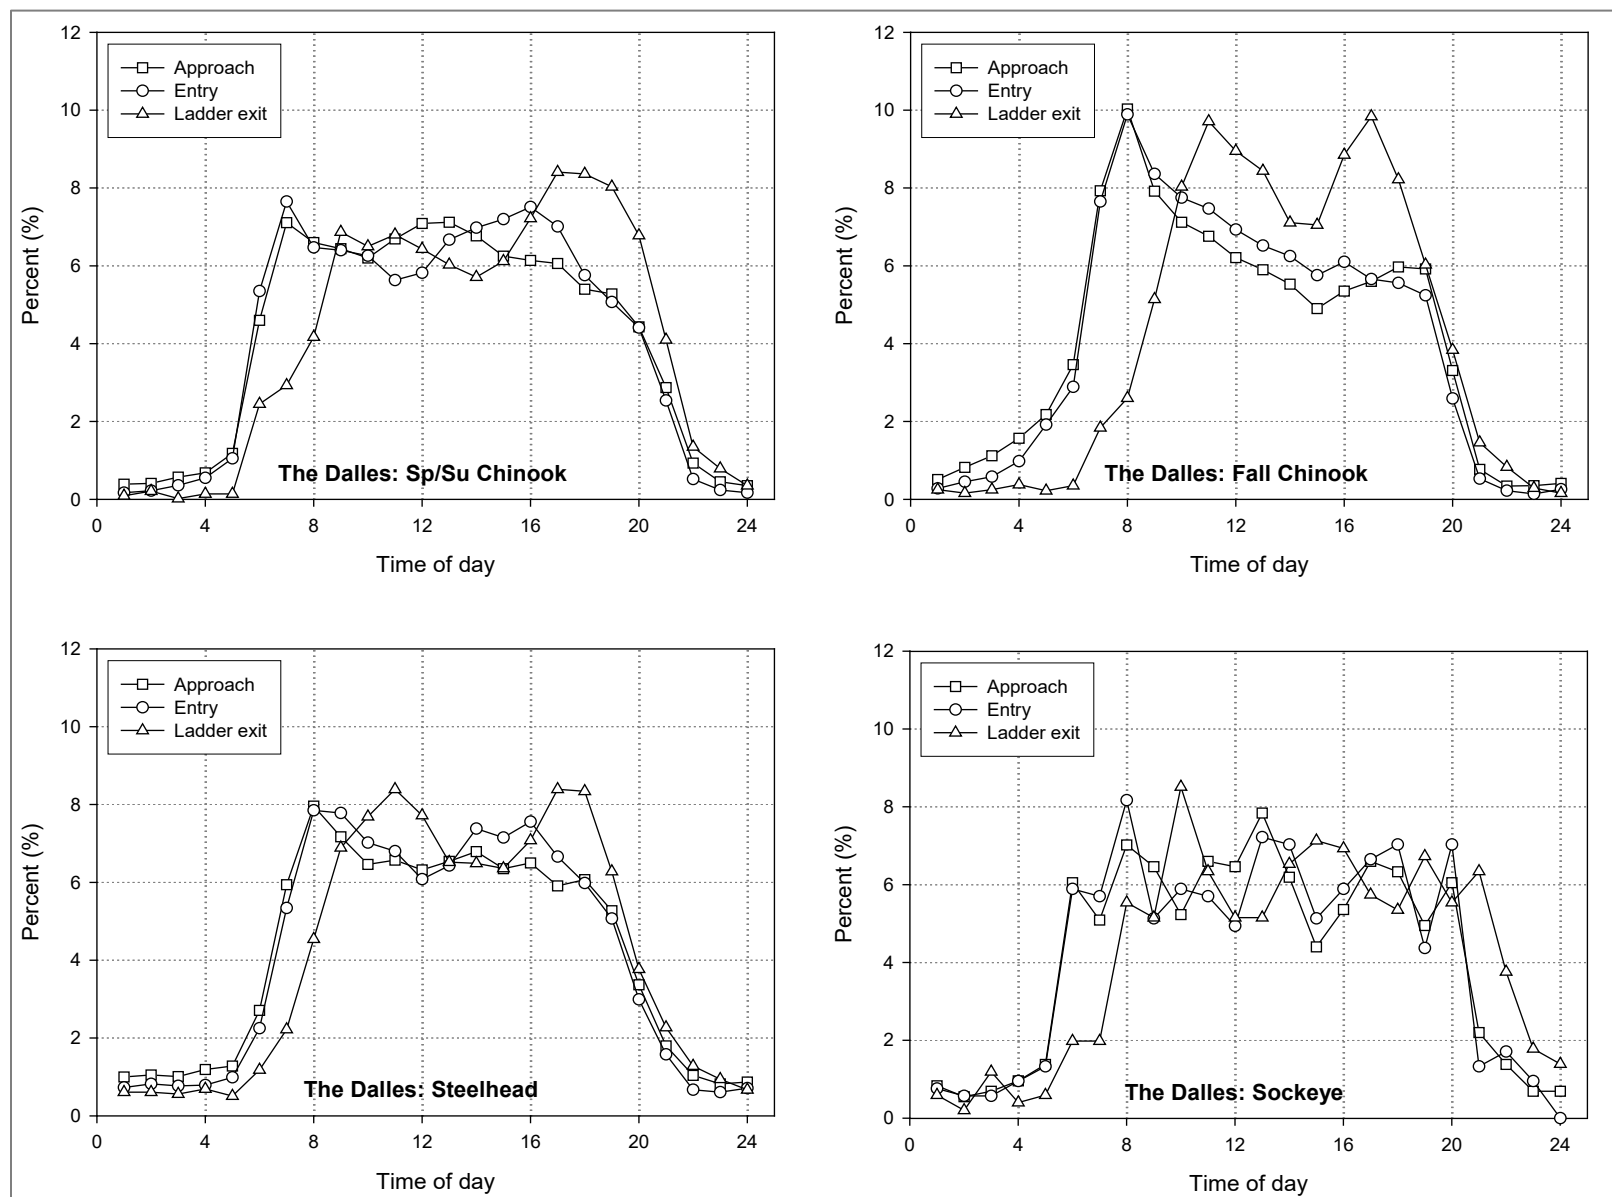 12
10
8
6
4
2
0
Percent (%)
Approach
Entry
Ladder exit
The Dalles: Sp/Su Chinook
0 4 8 12 16 20 24
Time of day
12
10
8
6
4
2
0
Percent (%)
Approach
Entry
Ladder exit
The Dalles: Fall Chinook
0 4 8 12 16 20 24
Time of day
12
10
8
6
4
2
0
Percent (%)
Approach
Entry
Ladder exit
The Dalles: Steelhead
0 4 8 12 16 20 24
Time of day
12
10
8
6
4
2
0
Percent (%)
Approach
Entry
Ladder exit
The Dalles: Sockeye
0 4 8 12 16 20 24
Time of day